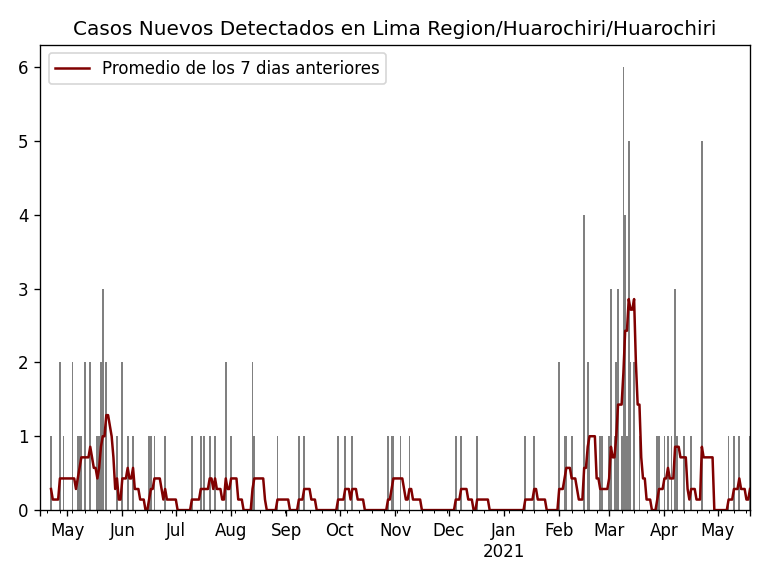 Casos Nuevos Detectados en Lima Region/Huarochiri/Huarochiri
Promedio de los 7 dias anteriores
6
5
4
3
2
1
0
May Jun Jul Aug Sep Oct Nov Dec Jan Feb Mar Apr May
2021